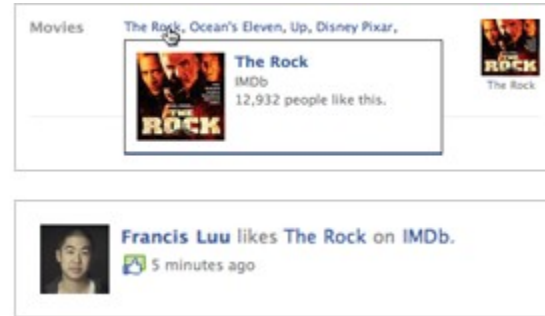 Movies
The Rock, Ocean's Eleven, Up, Disney Pixar,
The Rock
IMDb
12,932 people like this.
THE
ROCK
The Rock
Francis Luu likes The Rock on IMDb.
5 minutes ago